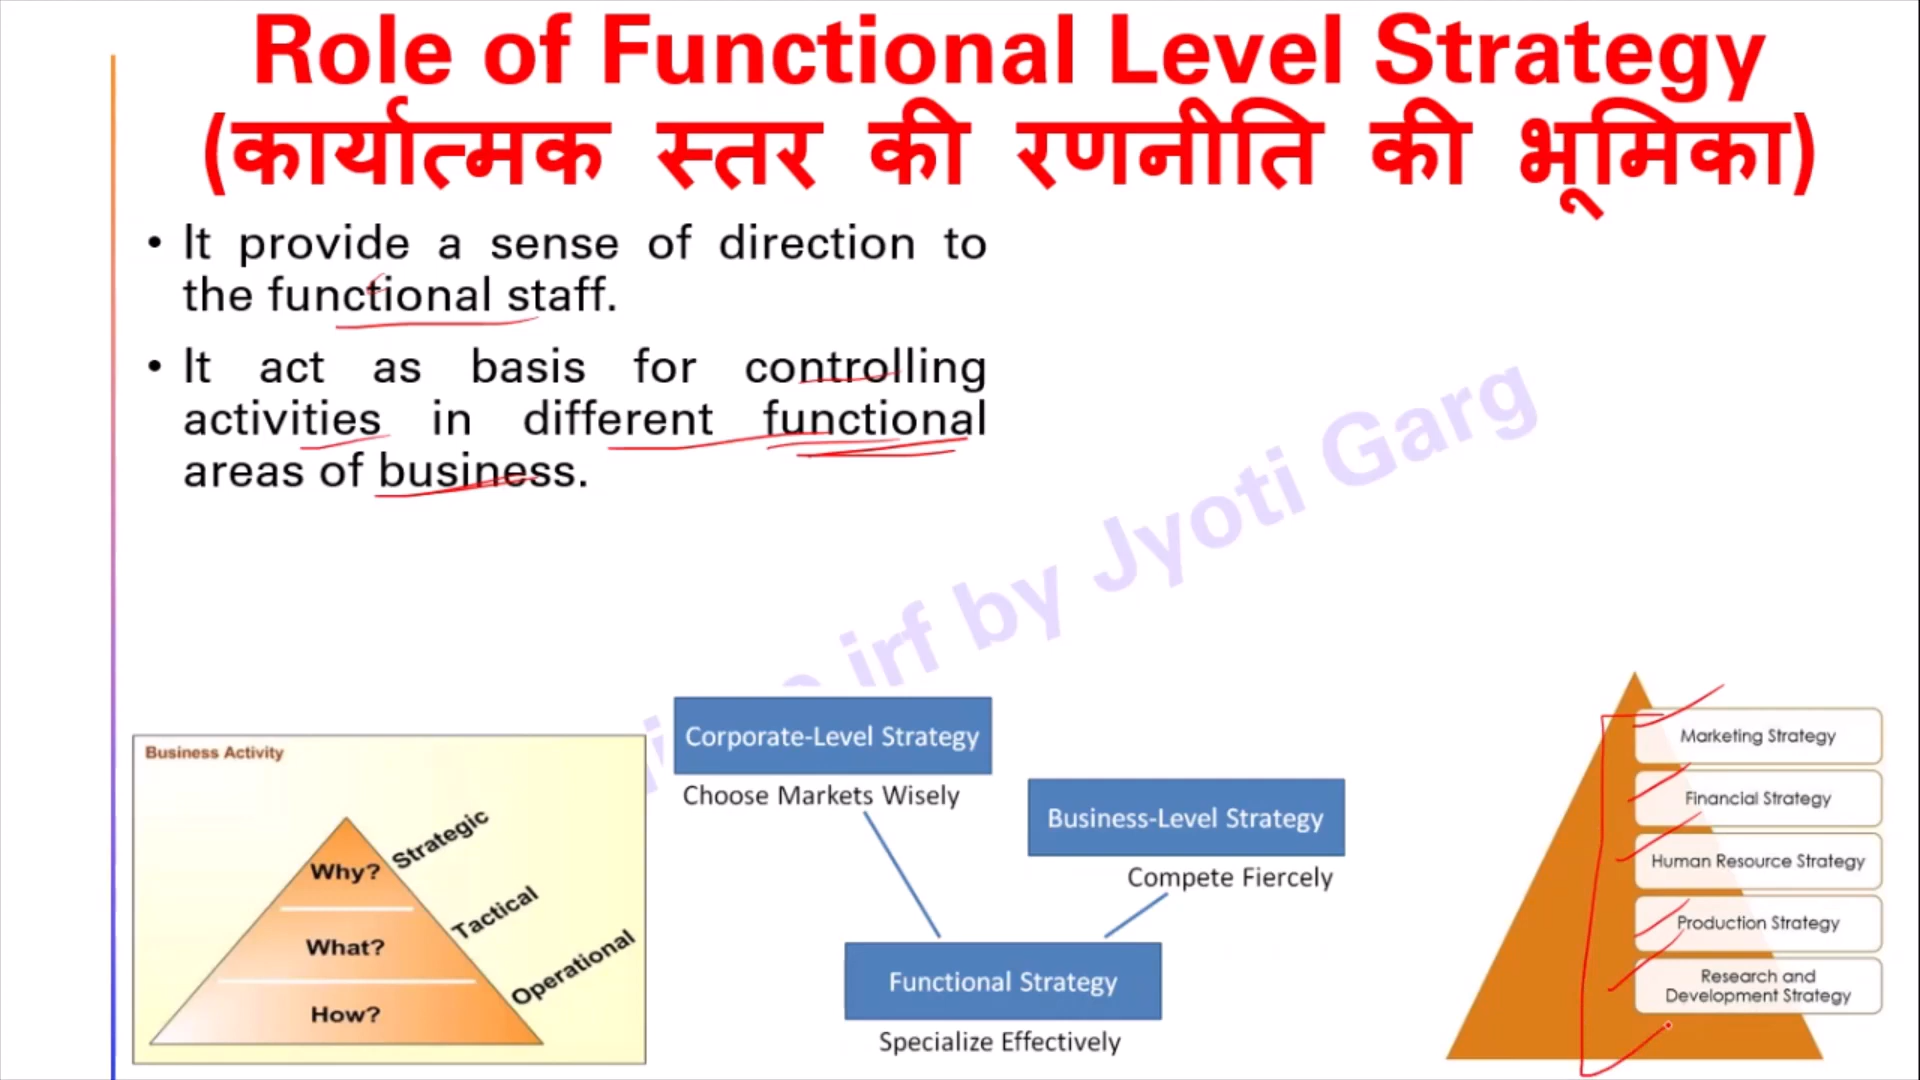 Role of Functional Level Strategy
(कार्यात्मक स्तर की रणनीति की भूमिका)
• It provide a sense of direction to
the functional staff.
• It act as basis for controlling
activities in different functional
areas of business.
irf by Jyoti Garg
Business Activity
Why?
Strategic
What?
Tactical
How?
Operational
Corporate-Level Strategy
Choose Markets Wisely
Business-Level Strategy
Compete Fiercely
Functional Strategy
Specialize Effectively
Marketing Strategy
Financial Strategy
Human Resource Strategy
Production Strategy
Research and
Development Strategy